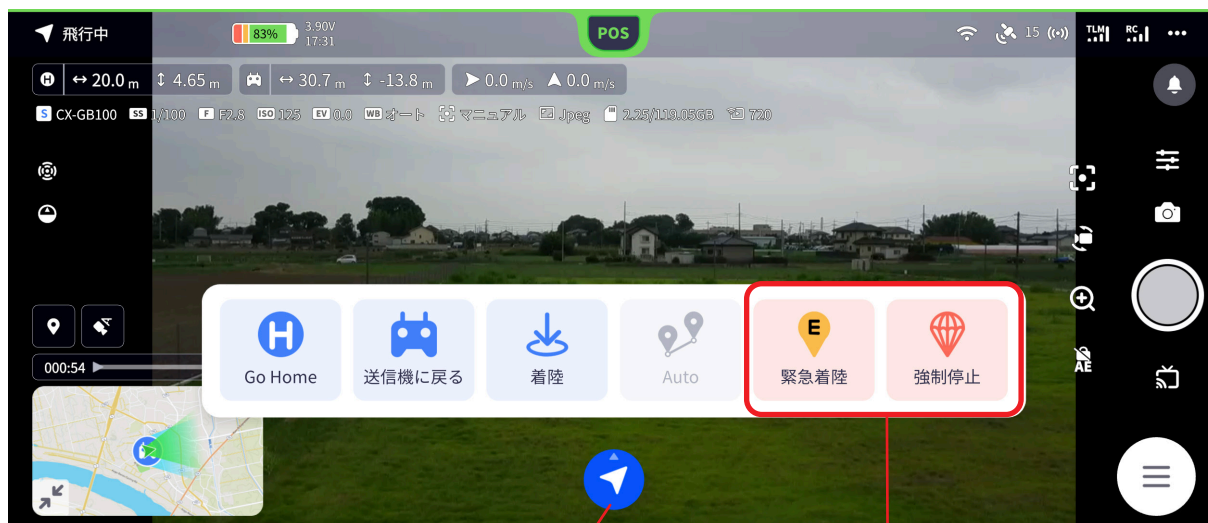 飛行中 83% 3.90V POS 15 TLM RC
17:31
H ↔ 20.0 m ↕ 4.65 m ↔ 30.7 m ↕ -13.8 m 0.0 m/s 0.0 m/s
S CX-GB100 SS 1/100 F F2.8 ISO 125 EV 0.0 WB オート マニュアル Jpeg 2.25/119.05GB 720
000:54
H E
Go Home 送信機に戻る 着陸 Auto 緊急着陸 強制停止
AE